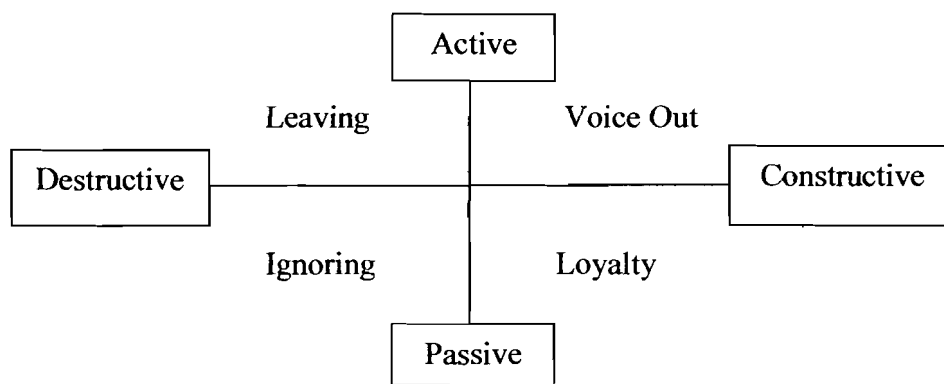 Active
Leaving Voice Out
Destructive Constructive
Ignoring Loyalty
Passive